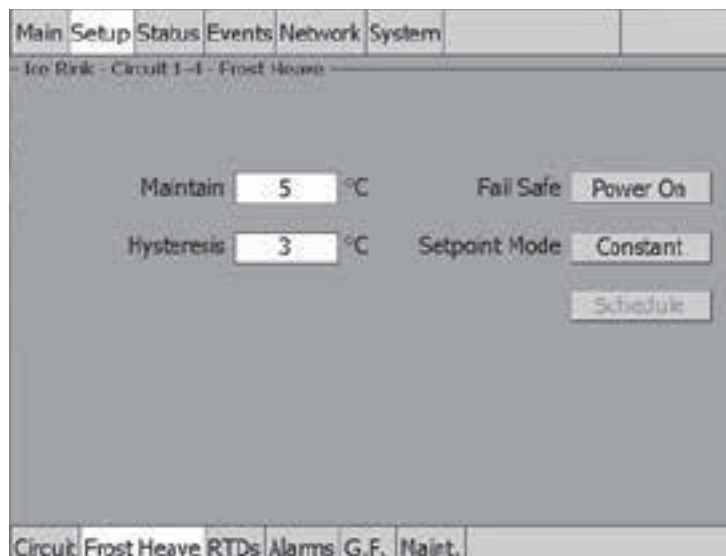 Main Setup Status Events Network System
Ice Rink - Circuit 1-4 - Frost Heave
Maintain 5 °C Fail Safe Power On
Hysteresis 3 °C Setpoint Mode Constant
Schedule
Circuit Frost Heave RTDs Alarms G.F. Maint.